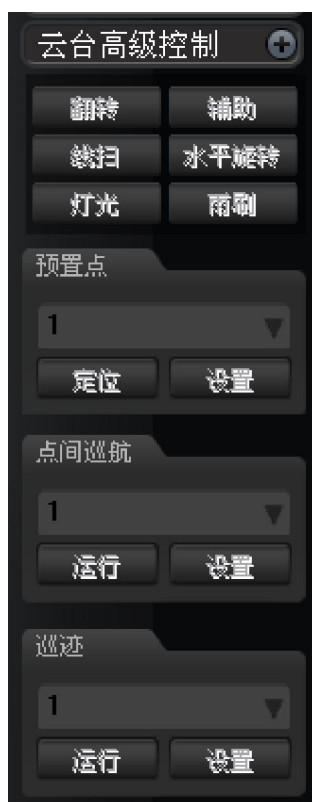 云台高级控制
翻转 辅助
线扫 水平旋转
灯光 雨刷
预置点
1
定位 设置
点间巡航
1
运行 设置
巡迹
1
运行 设置